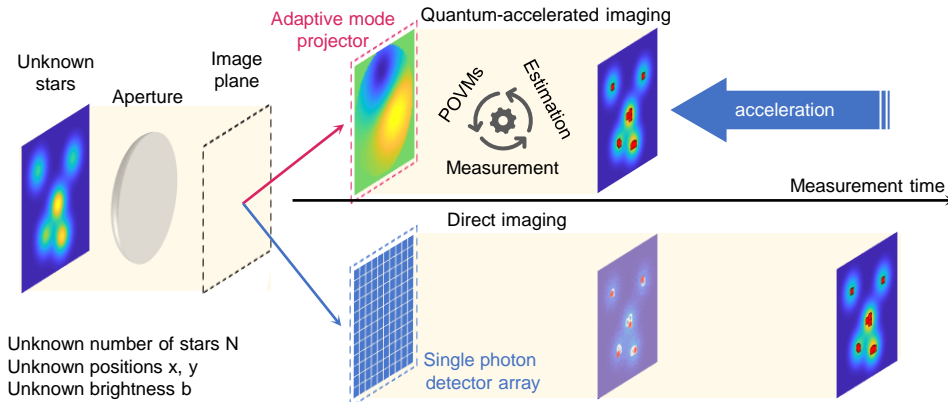 Unknown
stars
Aperture
Image
plane
Adaptive mode
projector
Quantum-accelerated imaging
POVMs
Estimation
Measurement
acceleration
Measurement time
Direct imaging
Single photon
detector array
Unknown number of stars N
Unknown positions x, y
Unknown brightness b